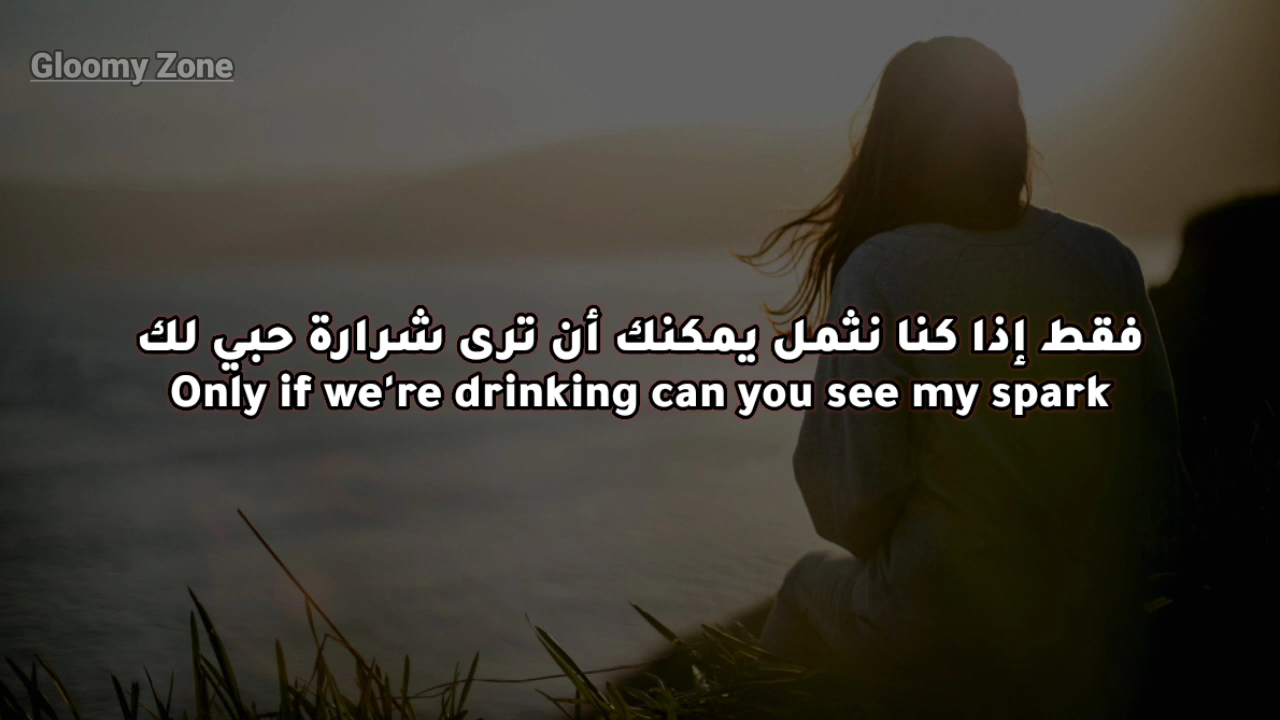 Gloomy Zone
فقط إذا كنا نثمل يمكنك أن ترى شرارة حبي لك
Only if we're drinking can you see my spark